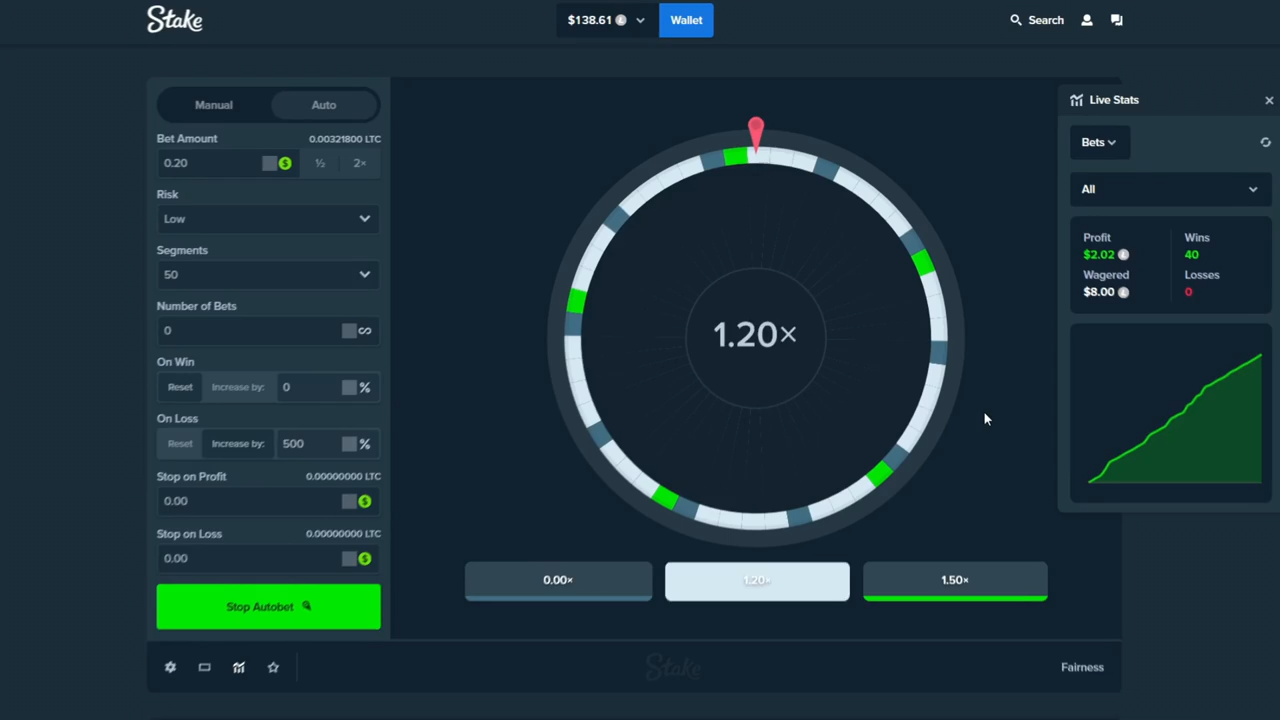 Stake
$138.61
Wallet
Search
Manual
Auto
Bet Amount
0.00321800 LTC
0.20
$
½
2×
Risk
Low
Segments
50
Number of Bets
0
∞
On Win
Reset
Increase by:
0
%
On Loss
Reset
Increase by:
500
%
Stop on Profit
0.00000000 LTC
0.00
$
Stop on Loss
0.00000000 LTC
0.00
$
Stop Autobet
1.20×
0.00×
1.20×
1.50×
Live Stats
Bets
All
Profit
$2.02
Wins
40
Wagered
$8.00
Losses
0
Stake
Fairness